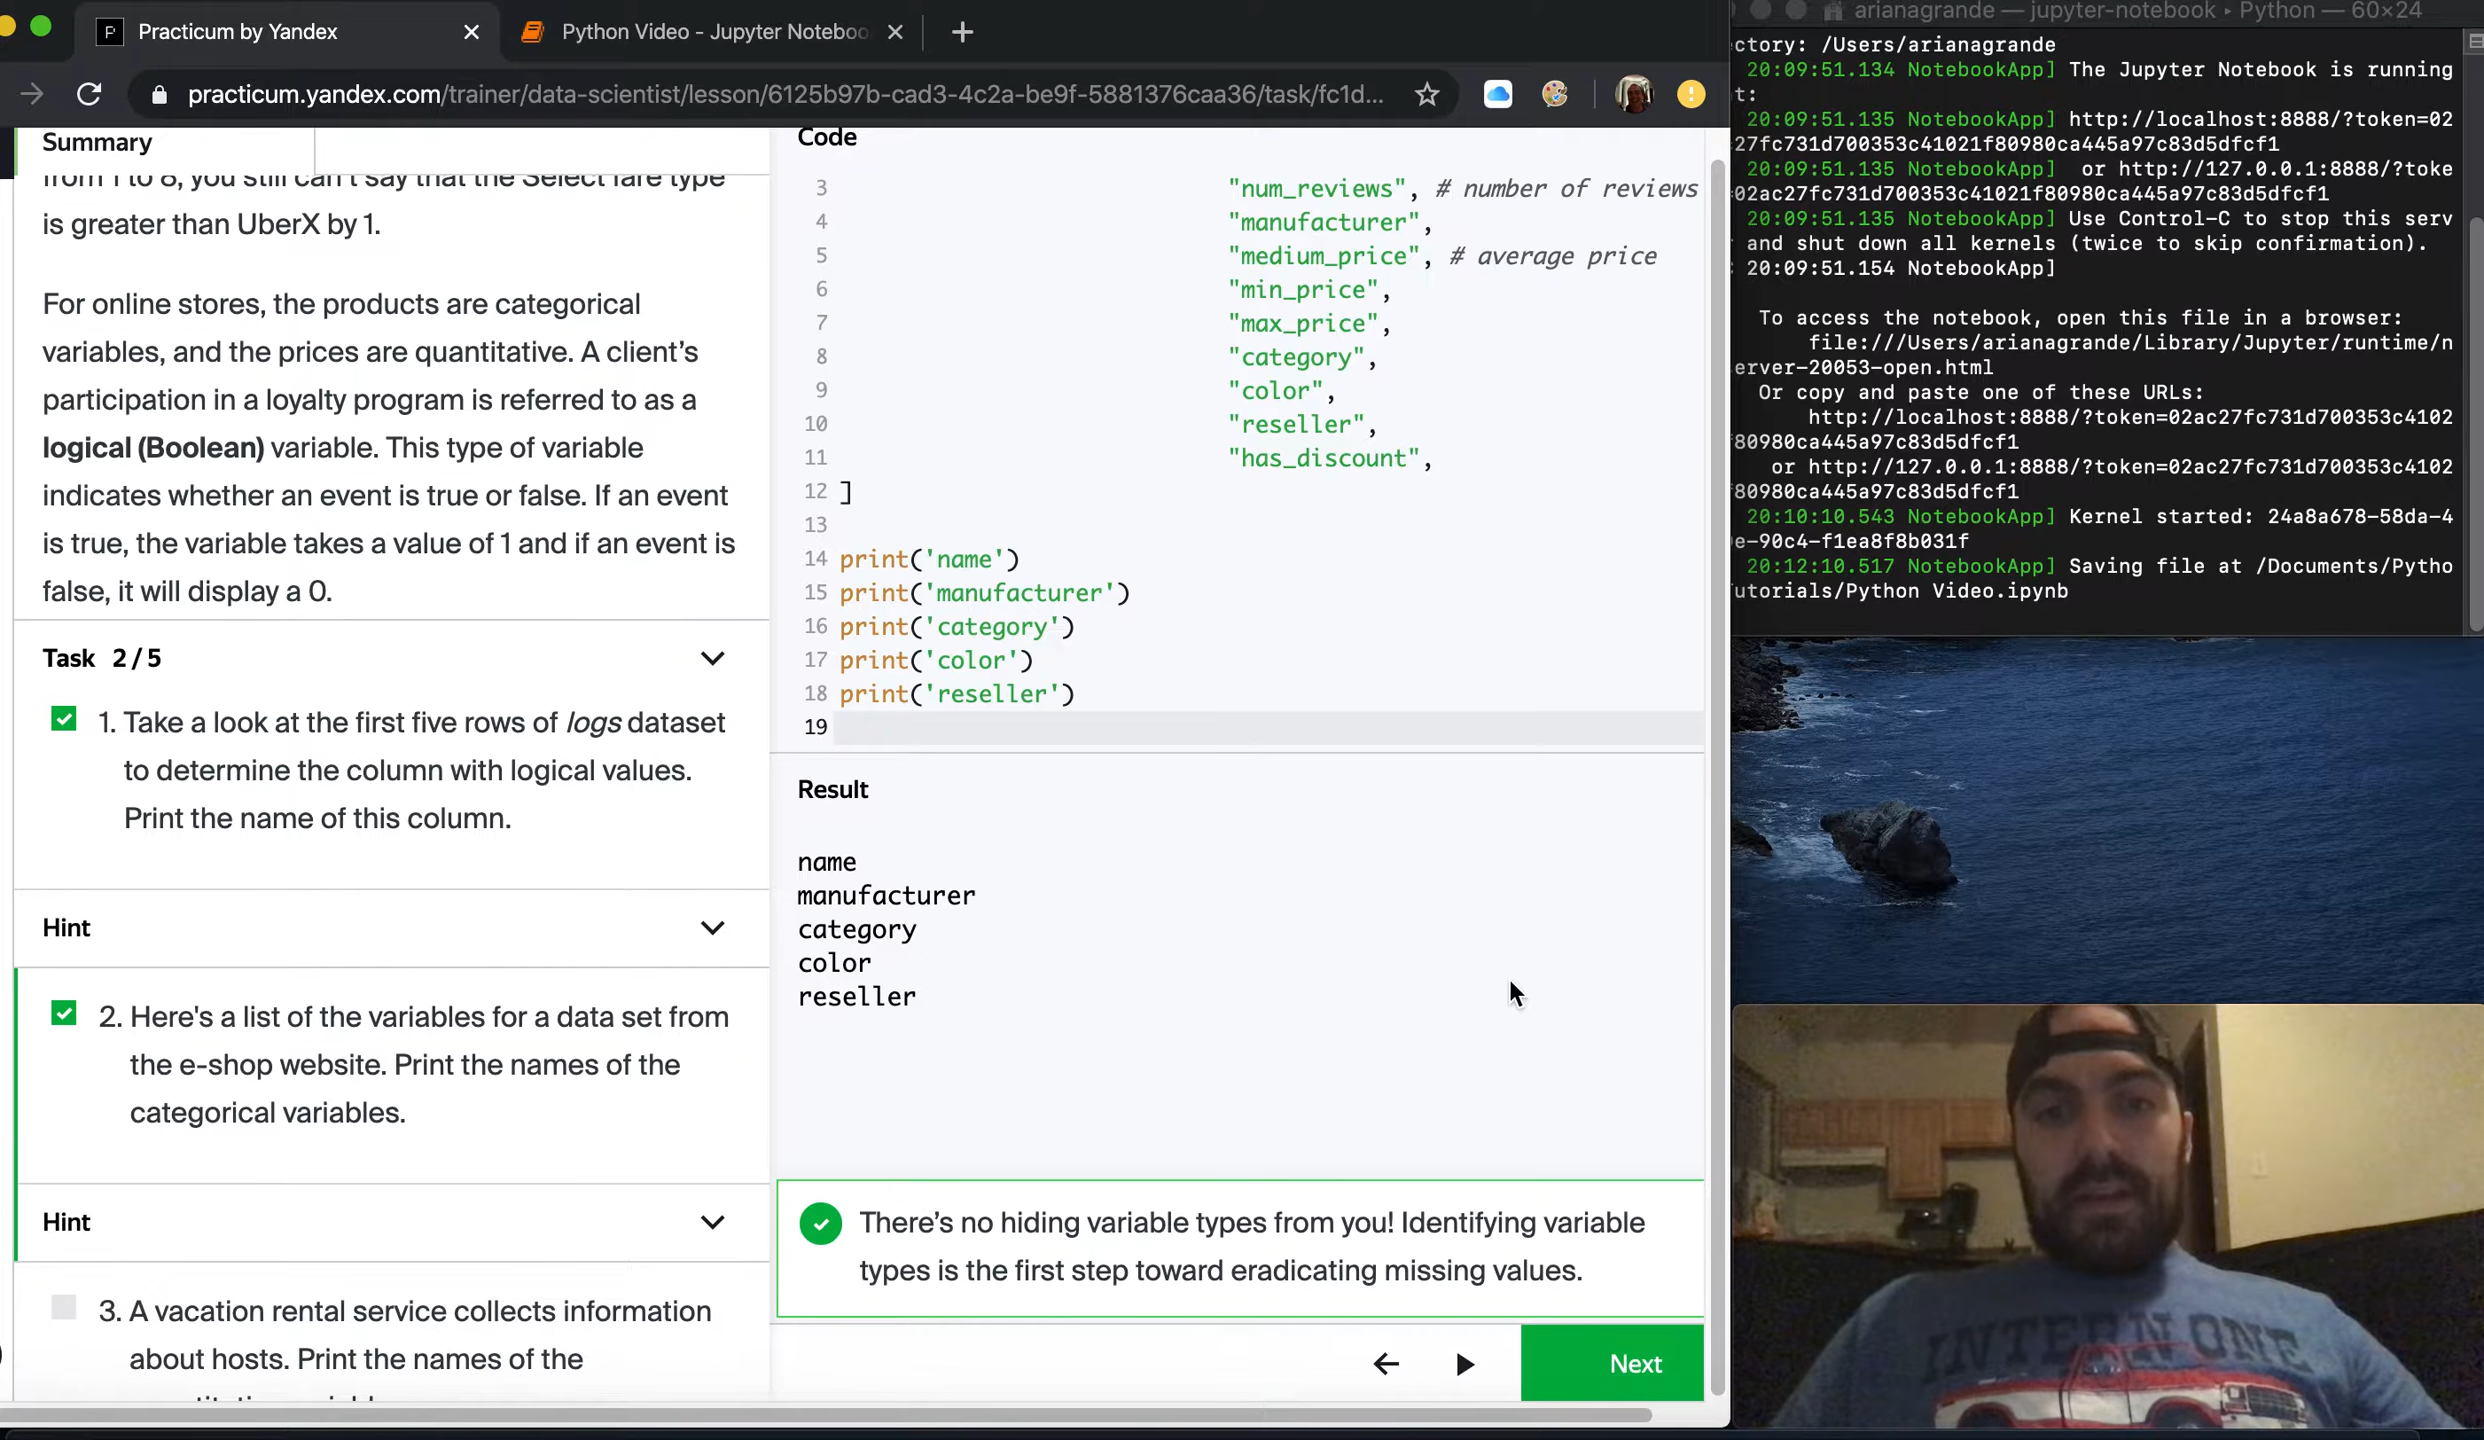 Practicum by Yandex
Python Video - Jupyter Noteboo
practicum.yandex.com/trainer/data-scientist/lesson/6125b97b-cad3-4c2a-be9f-5881376caa36/task/fc1d...
Summary
from 1 to 8, you still can't say that the Select fare type
is greater than UberX by 1.
For online stores, the products are categorical
variables, and the prices are quantitative. A client's
participation in a loyalty program is referred to as a
logical (Boolean) variable. This type of variable
indicates whether an event is true or false. If an event
is true, the variable takes a value of 1 and if an event is
false, it will display a 0.
Task 2 / 5
1. Take a look at the first five rows of logs dataset
to determine the column with logical values.
Print the name of this column.
Hint
2. Here's a list of the variables for a data set from
the e-shop website. Print the names of the
categorical variables.
Hint
3. A vacation rental service collects information
about hosts. Print the names of the
Code
3 "num_reviews", # number of reviews
4 "manufacturer",
5 "medium_price", # average price
6 "min_price",
7 "max_price",
8 "category",
9 "color",
10 "reseller",
11 "has_discount",
12 ]
13
14 print('name')
15 print('manufacturer')
16 print('category')
17 print('color')
18 print('reseller')
19
Result
name
manufacturer
category
color
reseller
There's no hiding variable types from you! Identifying variable
types is the first step toward eradicating missing values.
Next
arianagrande — jupyter-notebook ▸ Python — 60×24
ctory: /Users/arianagrande
20:09:51.134 NotebookApp] The Jupyter Notebook is running
t:
20:09:51.135 NotebookApp] http://localhost:8888/?token=02
27fc731d700353c41021f80980ca445a97c83d5dfcf1
20:09:51.135 NotebookApp]  or http://127.0.0.1:8888/?toke
02ac27fc731d700353c41021f80980ca445a97c83d5dfcf1
20:09:51.135 NotebookApp] Use Control-C to stop this serv
and shut down all kernels (twice to skip confirmation).
20:09:51.154 NotebookApp]
To access the notebook, open this file in a browser:
file:///Users/arianagrande/Library/Jupyter/runtime/n
erver-20053-open.html
Or copy and paste one of these URLs:
http://localhost:8888/?token=02ac27fc731d700353c4102
f80980ca445a97c83d5dfcf1
or http://127.0.0.1:8888/?token=02ac27fc731d700353c4102
f80980ca445a97c83d5dfcf1
20:10:10.543 NotebookApp] Kernel started: 24a8a678-58da-4
e-90c4-f1ea8f8b031f
20:12:10.517 NotebookApp] Saving file at /Documents/Pytho
utorials/Python Video.ipynb
INTERN ONE